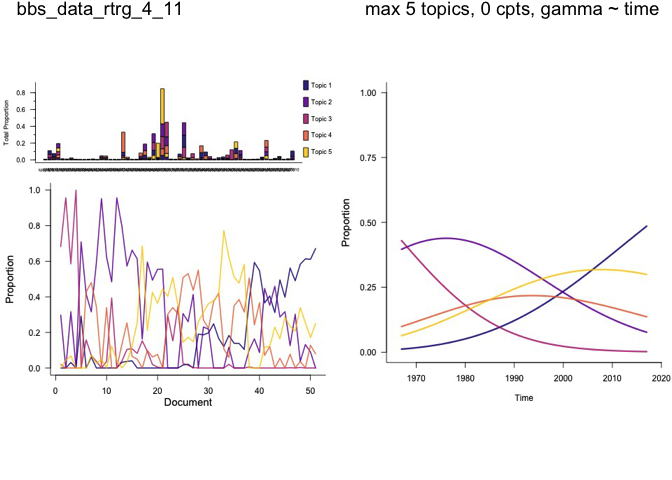 bbs_data_rtrg_4_11
max 5 topics, 0 cpts, gamma ~ time
Total Proportion
0.8
0.6
0.4
0.2
0.0
Topic 1
Topic 2
Topic 3
Topic 4
Topic 5
Proportion
1.0
0.8
0.6
0.4
0.2
0.0
0 10 20 30 40 50
Document
Proportion
1.00
0.75
0.50
0.25
0.00
1970 1980 1990 2000 2010 2020
Time